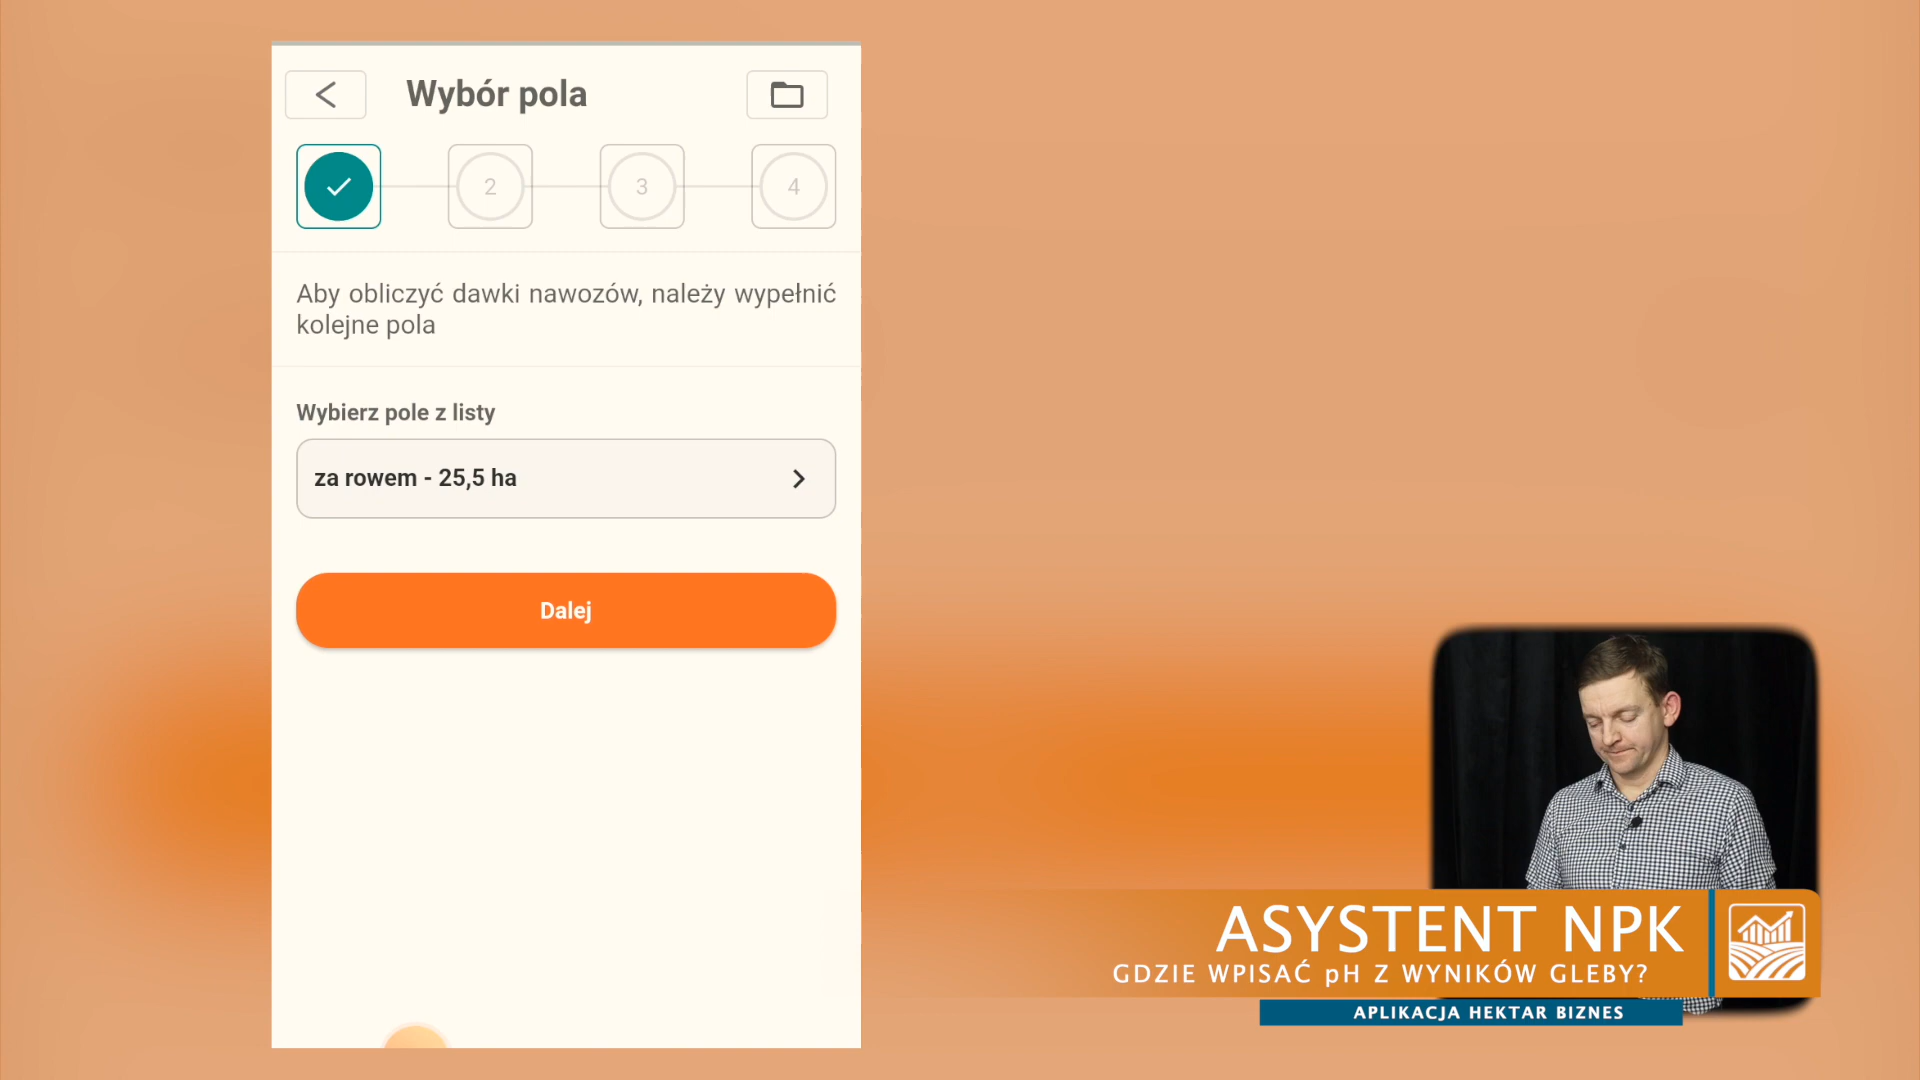 Wybór pola
2
3
4
Aby obliczyć dawki nawozów, należy wypełnić
kolejne pola
Wybierz pole z listy
za rowem - 25,5 ha
Dalej
ASYSTENT NPK
GDZIE WPISAĆ pH Z WYNIKÓW GLEBY?
APLIKACJA HEKTAR BIZNES